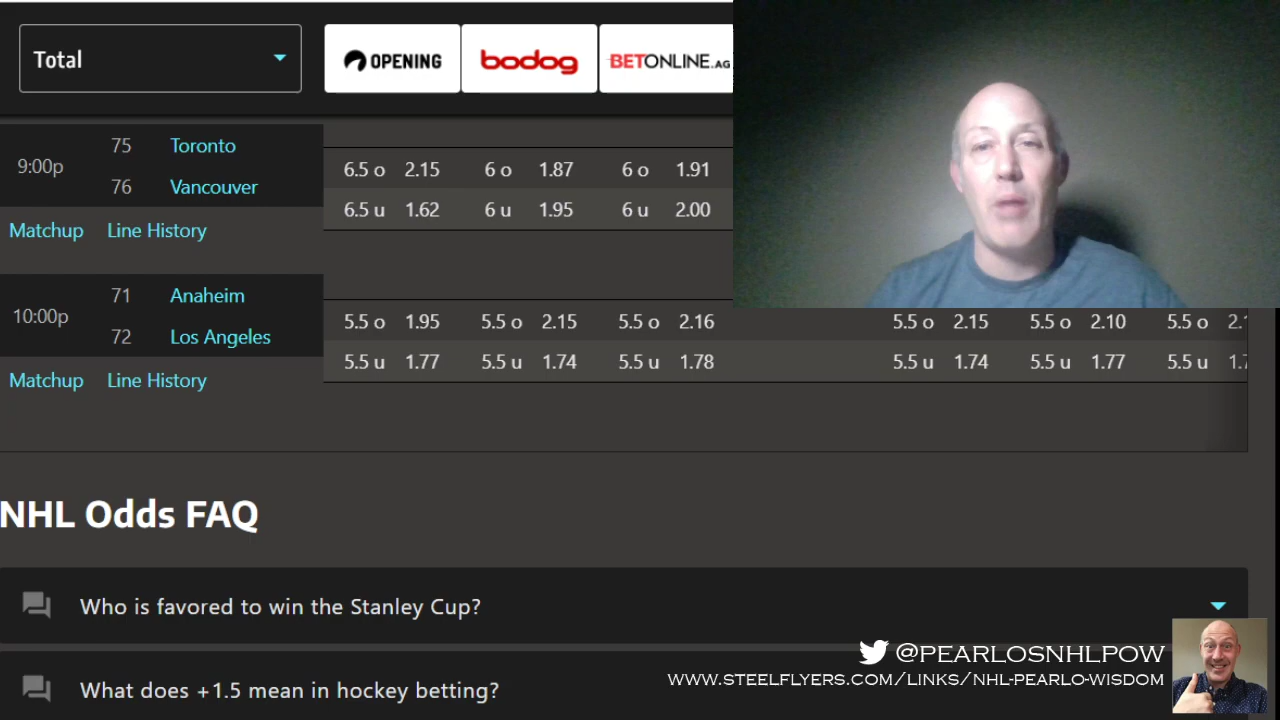 Total
OPENING
bodog
BETONLINE.AG
9:00p
75 Toronto
76 Vancouver
6.5 o 2.15 6 o 1.87 6 o 1.91
6.5 u 1.62 6 u 1.95 6 u 2.00
Matchup Line History
10:00p
71 Anaheim
72 Los Angeles
5.5 o 1.95 5.5 o 2.15 5.5 o 2.16 5.5 o 2.15 5.5 o 2.10 5.5 o
5.5 u 1.77 5.5 u 1.74 5.5 u 1.78 5.5 u 1.74 5.5 u 1.77 5.5 u
Matchup Line History
NHL Odds FAQ
Who is favored to win the Stanley Cup?
What does +1.5 mean in hockey betting?
@PEARLOSNHLPOW
WWW.STEELFLYERS.COM/LINKS/NHL-PEARLO-WISDOM